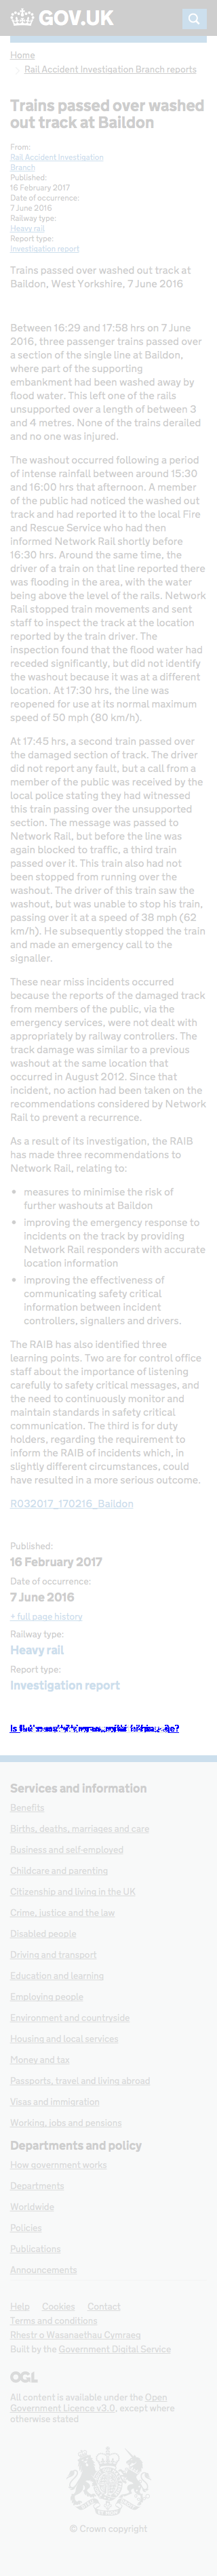 GOV.UK
Home
Rail Accident Investigation Branch reports
Trains passed over washed
out track at Baildon
From:
Rail Accident Investigation
Branch
Published:
16 February 2017
Date of occurrence:
7 June 2016
Railway type:
Heavy rail
Report type:
Investigation report
Trains passed over washed out track at
Baildon, West Yorkshire, 7 June 2016
Between 16:29 and 17:58 hrs on 7 June
2016, three passenger trains passed over
a section of the single line at Baildon,
where part of the supporting
embankment had been washed away by
flood water. This left one of the rails
unsupported over a length of between 3
and 4 metres. None of the trains derailed
and no one was injured.
The washout occurred following a period
of intense rainfall between around 15:30
and 16:00 hrs that afternoon. A member
of the public had noticed the washed out
track and had reported it to the local Fire
and Rescue Service who had then
informed Network Rail shortly before
16:30 hrs. Around the same time, the
driver of a train on that line reported there
was flooding in the area, with the water
being above the level of the rails. Network
Rail stopped train movements and sent
staff to inspect the track at the location
reported by the train driver. The
inspection found that the flood water had
receded significantly, but did not identify
the washout because it was at a different
location. At 17:30 hrs, the line was
reopened for use at its normal maximum
speed of 50 mph (80 km/h).
At 17:45 hrs, a second train passed over
the damaged section of track. The driver
did not report any fault, but a call from a
member of the public was received by the
local police stating they had witnessed
this train passing over the unsupported
section. The message was passed to
Network Rail, but before the line was
again blocked to traffic, a third train
passed over it. This train also had not
been stopped from running over the
washout. The driver of this train saw the
washout, but was unable to stop his train,
passing over it at a speed of 38 mph (62
km/h). He subsequently stopped the train
and made an emergency call to the
signaller.
These near miss incidents occurred
because the reports of the damaged track
from members of the public, via the
emergency services, were not dealt with
appropriately by railway controllers. The
track damage was similar to a previous
washout at the same location that
occurred in August 2012. Since that
incident, no action had been taken on the
recommendations considered by Network
Rail to prevent a recurrence.
As a result of its investigation, the RAIB
has made three recommendations to
Network Rail, relating to:
• measures to minimise the risk of
further washouts at Baildon
• improving the emergency response to
incidents on the track by providing
Network Rail responders with accurate
location information
• improving the effectiveness of
communicating safety critical
information between incident
controllers, signallers and drivers.
The RAIB has also identified three
learning points. Two are for control office
staff about the importance of listening
carefully to safety critical messages, and
the need to continuously monitor and
maintain standards in safety critical
communication. The third is for duty
holders, regarding the requirement to
inform the RAIB of incidents which, in
slightly different circumstances, could
have resulted in a more serious outcome.
R032017_170216_Baildon
Published:
16 February 2017
Date of occurrence:
7 June 2016
+ full page history
Railway type:
Heavy rail
Report type:
Investigation report
Services and information
Benefits
Births, deaths, marriages and care
Business and self-employed
Childcare and parenting
Citizenship and living in the UK
Crime, justice and the law
Disabled people
Driving and transport
Education and learning
Employing people
Environment and countryside
Housing and local services
Money and tax
Passports, travel and living abroad
Visas and immigration
Working, jobs and pensions
Departments and policy
How government works
Departments
Worldwide
Policies
Publications
Announcements
Help Cookies Contact
Terms and conditions
Rhestr o Wasanaethau Cymraeg
Built by the Government Digital Service
OGL
All content is available under the Open
Government Licence v3.0, except where
otherwise stated
© Crown copyright